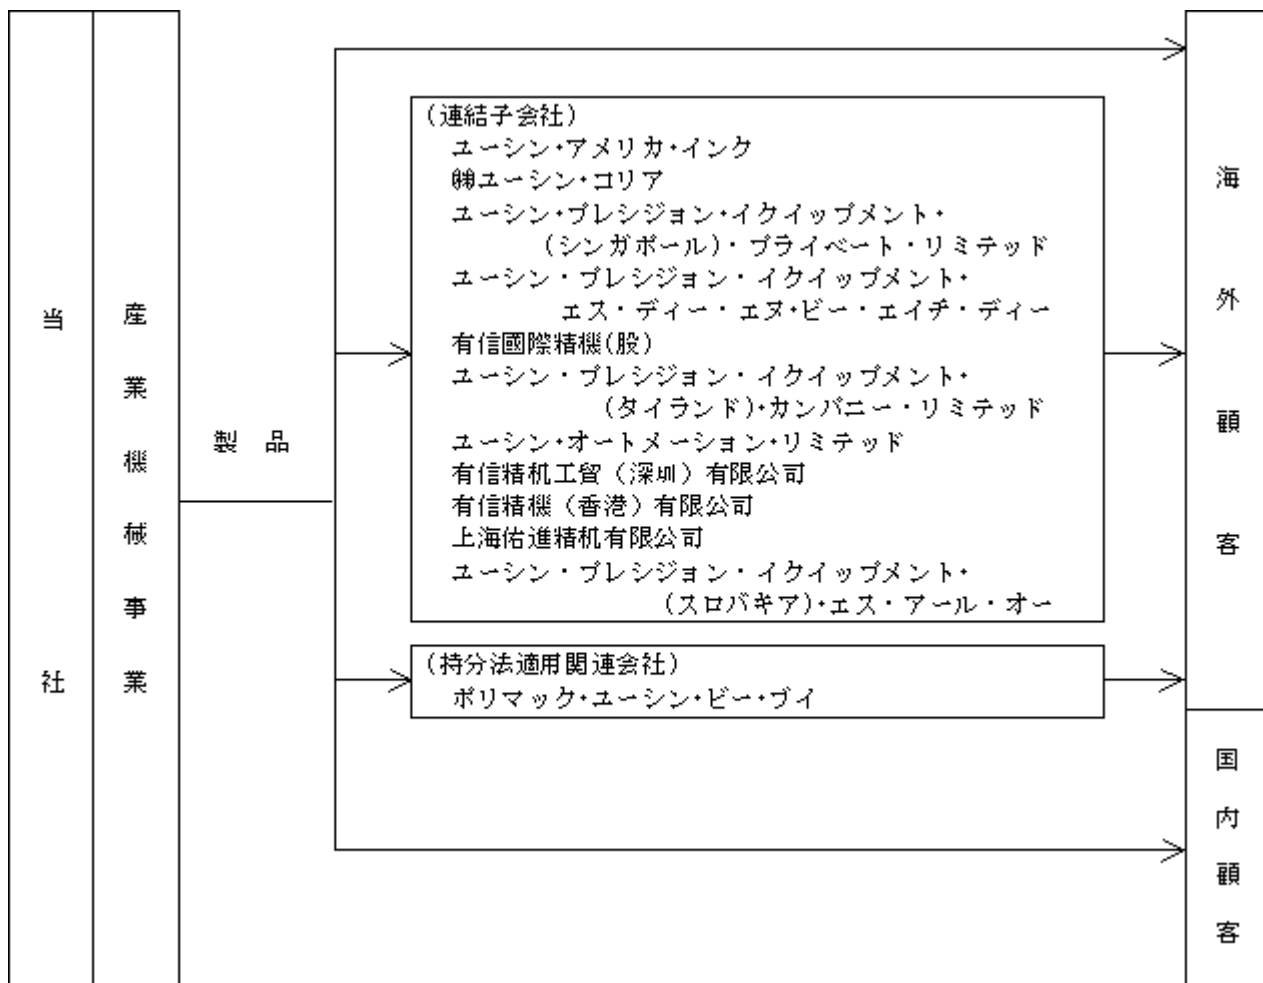 当社
産業機械事業
製品
(連結子会社)
ユーシン・アメリカ・インク
㈱ユーシン・コリア
ユーシン・プレシジョン・イクイップメント・
(シンガポール)・プライベート・リミテッド
ユーシン・プレシジョン・イクイップメント・
エス・ディー・エヌ・ビー・エイチ・ディー
有信國際精機(股)
ユーシン・プレシジョン・イクイップメント・
(タイランド)・カンパニー・リミテッド
ユーシン・オートメーション・リミテッド
有信精机工貿（深圳）有限公司
有信精機（香港）有限公司
上海佑進精机有限公司
ユーシン・プレシジョン・イクイップメント・
(スロバキア)・エス・アール・オー
(持分法適用関連会社)
ポリマック・ユーシン・ビー・ヴイ
海外顧客
国内顧客